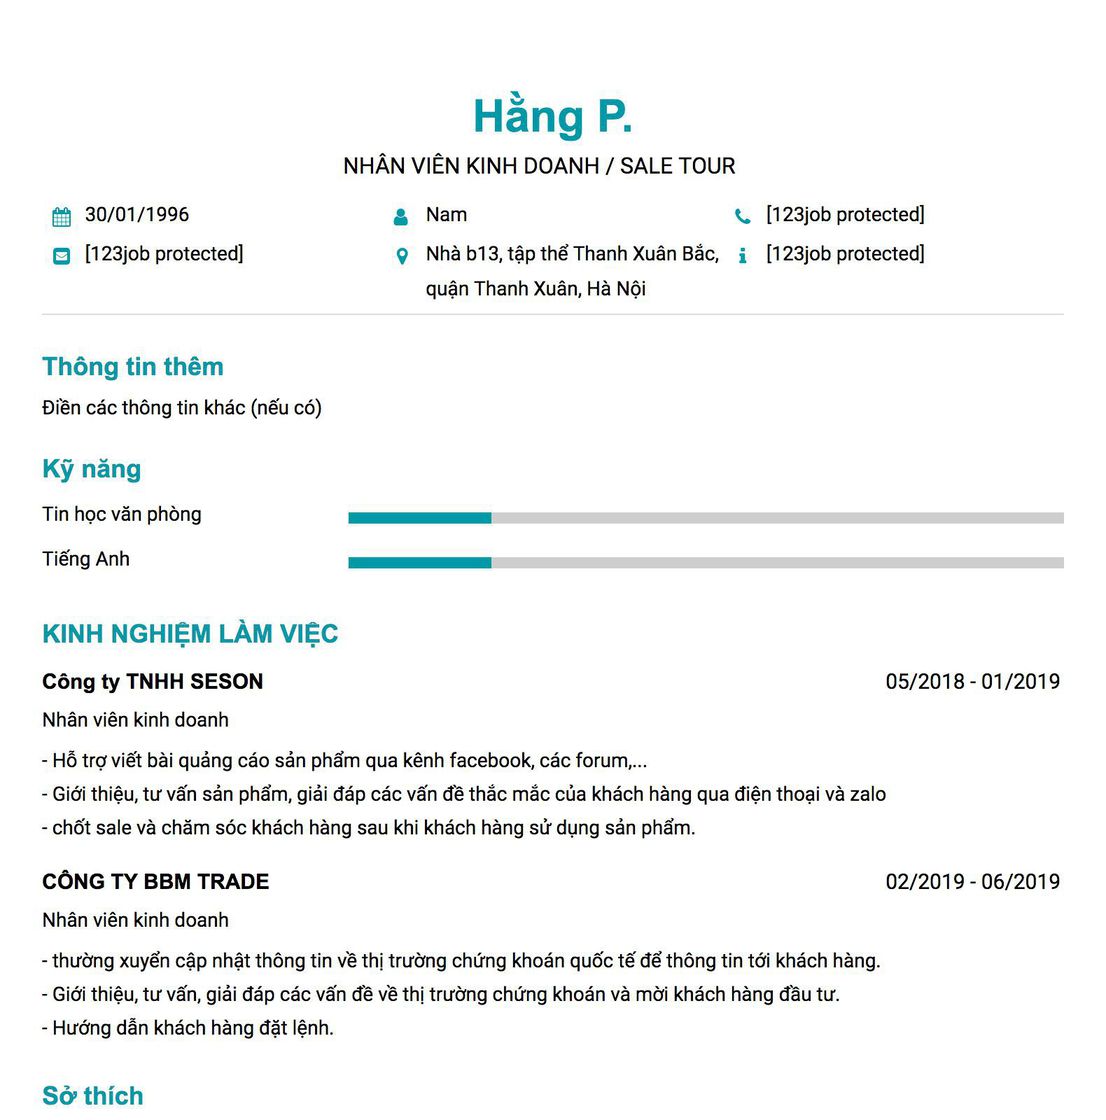 Hằng P.
NHÂN VIÊN KINH DOANH / SALE TOUR
30/01/1996
Nam
[123job protected]
[123job protected]
Nhà b13, tập thể Thanh Xuân Bắc,
quận Thanh Xuân, Hà Nội
[123job protected]
Thông tin thêm
Điền các thông tin khác (nếu có)
Kỹ năng
Tin học văn phòng
Tiếng Anh
KINH NGHIỆM LÀM VIỆC
Công ty TNHH SESON 05/2018 - 01/2019
Nhân viên kinh doanh
- Hỗ trợ viết bài quảng cáo sản phẩm qua kênh facebook, các forum,...
- Giới thiệu, tư vấn sản phẩm, giải đáp các vấn đề thắc mắc của khách hàng qua điện thoại và zalo
- chốt sale và chăm sóc khách hàng sau khi khách hàng sử dụng sản phẩm.
CÔNG TY BBM TRADE 02/2019 - 06/2019
Nhân viên kinh doanh
- thường xuyển cập nhật thông tin về thị trường chứng khoán quốc tế để thông tin tới khách hàng.
- Giới thiệu, tư vấn, giải đáp các vấn đề về thị trường chứng khoán và mời khách hàng đầu tư.
- Hướng dẫn khách hàng đặt lệnh.
Sở thích